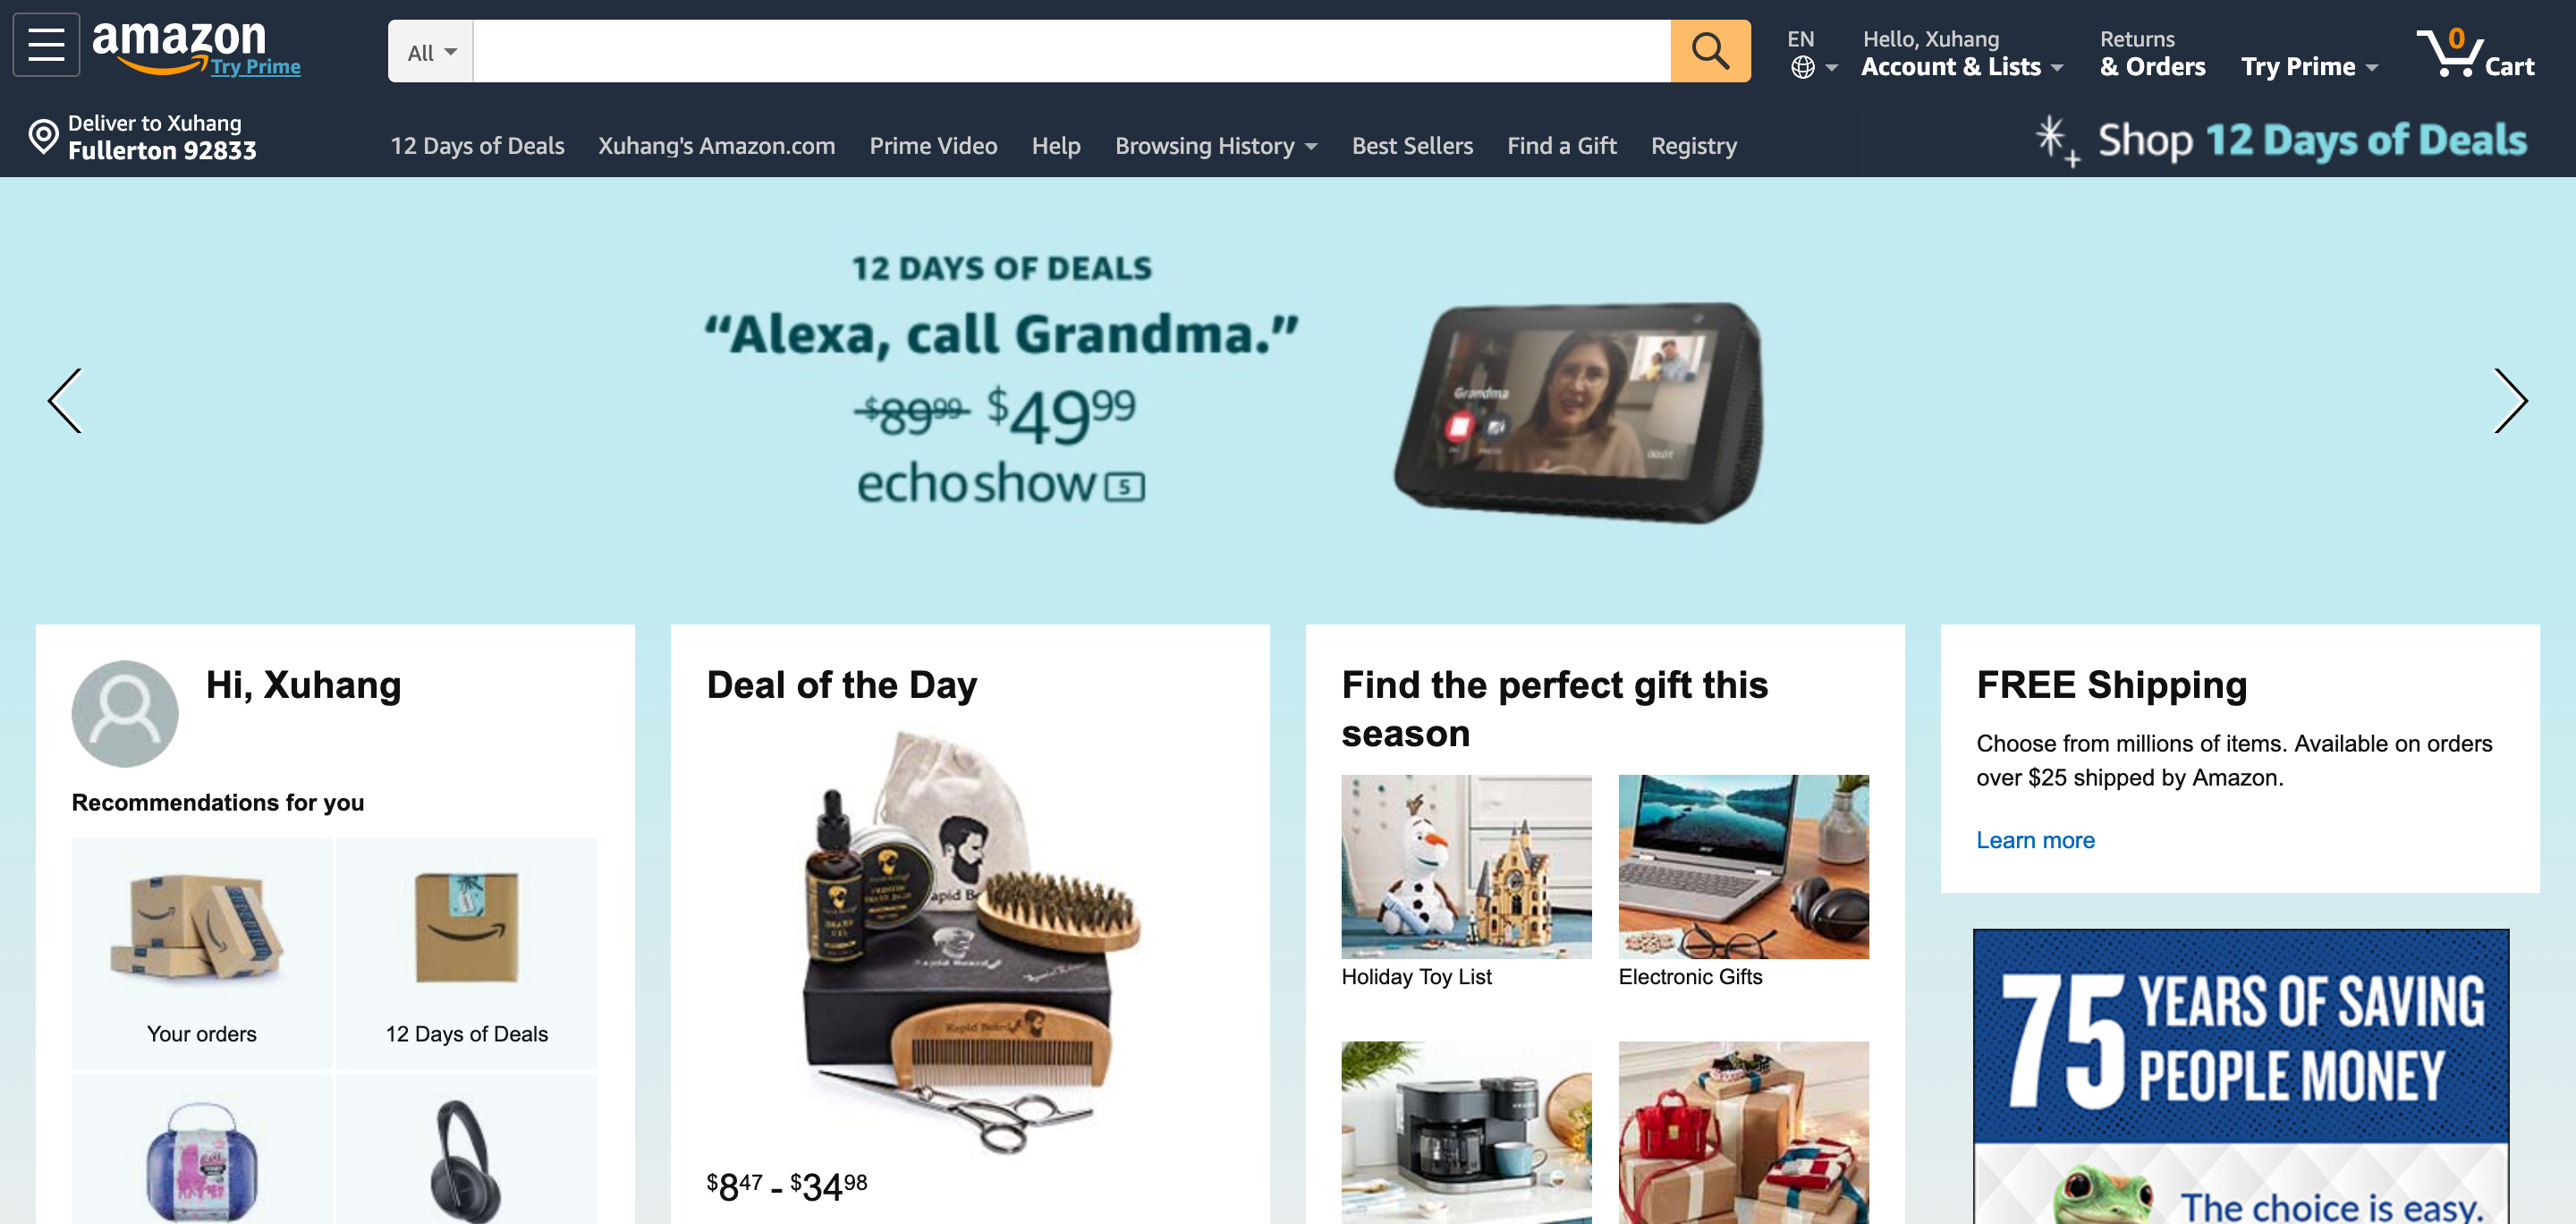 amazon
Try Prime
All
EN
Hello, Xuhang
Account & Lists
Returns
& Orders
Try Prime
0
Cart
Deliver to Xuhang
Fullerton 92833
12 Days of Deals
Xuhang's Amazon.com
Prime Video
Help
Browsing History
Best Sellers
Find a Gift
Registry
Shop 12 Days of Deals
12 DAYS OF DEALS
“Alexa, call Grandma.”
$89.99 $49.99
echo show 5
Grandma
00:01
Hi, Xuhang
Recommendations for you
Your orders
12 Days of Deals
Deal of the Day
Rapid Beard
Rapid Beard
$8.47 - $34.98
Find the perfect gift this
season
Holiday Toy List
Electronic Gifts
FREE Shipping
Choose from millions of items. Available on orders
over $25 shipped by Amazon.
Learn more
75 YEARS OF SAVING
PEOPLE MONEY
The choice is easy.